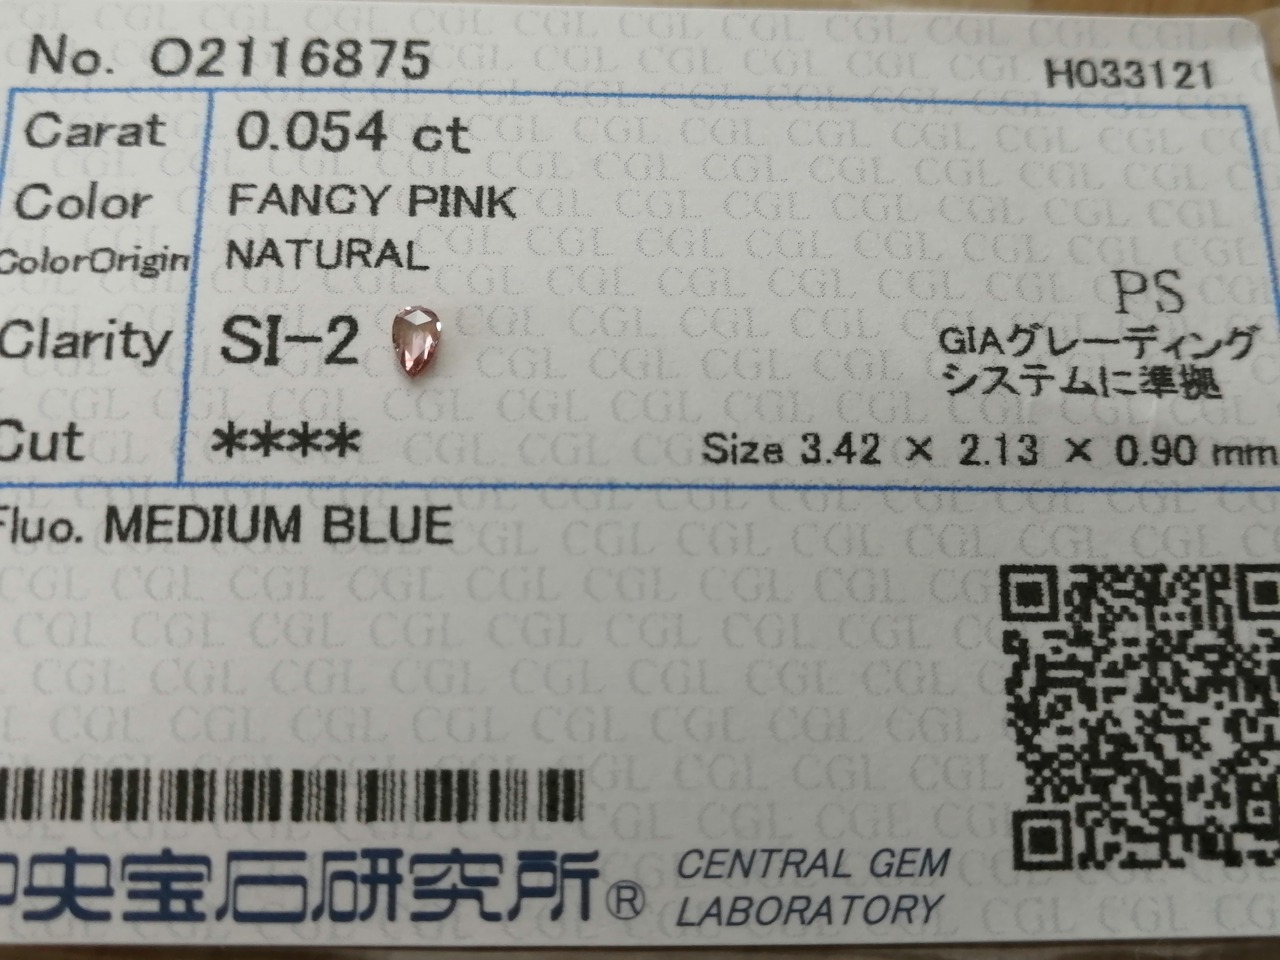 No. O2116875
H033121
Carat 0.054 ct
Color FANCY PINK
ColorOrigin NATURAL
Clarity SI-2
PS
GIAグレーディング
システムに準拠
Cut ****
Size 3.42 × 2.13 × 0.90 mm
Fluo. MEDIUM BLUE
中央宝石研究所®
CENTRAL GEM
LABORATORY